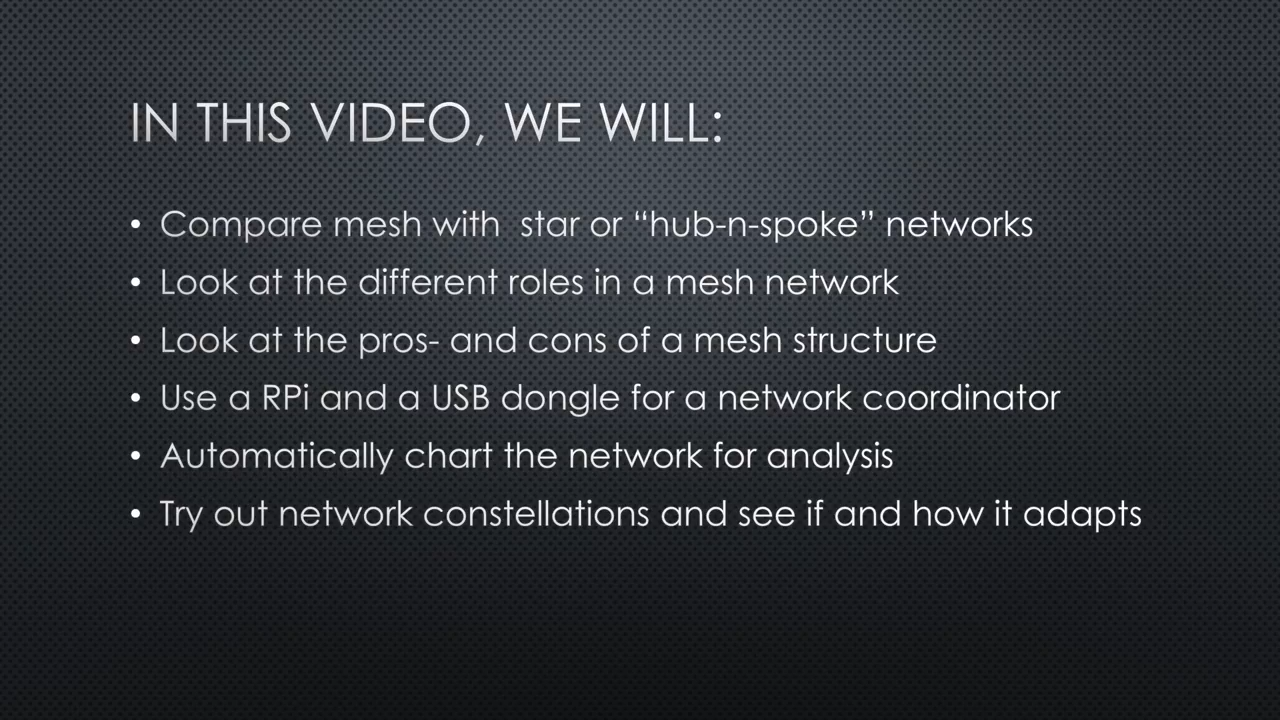 IN THIS VIDEO, WE WILL:
• Compare mesh with  star or “hub-n-spoke” networks
• Look at the different roles in a mesh network
• Look at the pros- and cons of a mesh structure
• Use a RPi and a USB dongle for a network coordinator
• Automatically chart the network for analysis
• Try out network constellations and see if and how it adapts